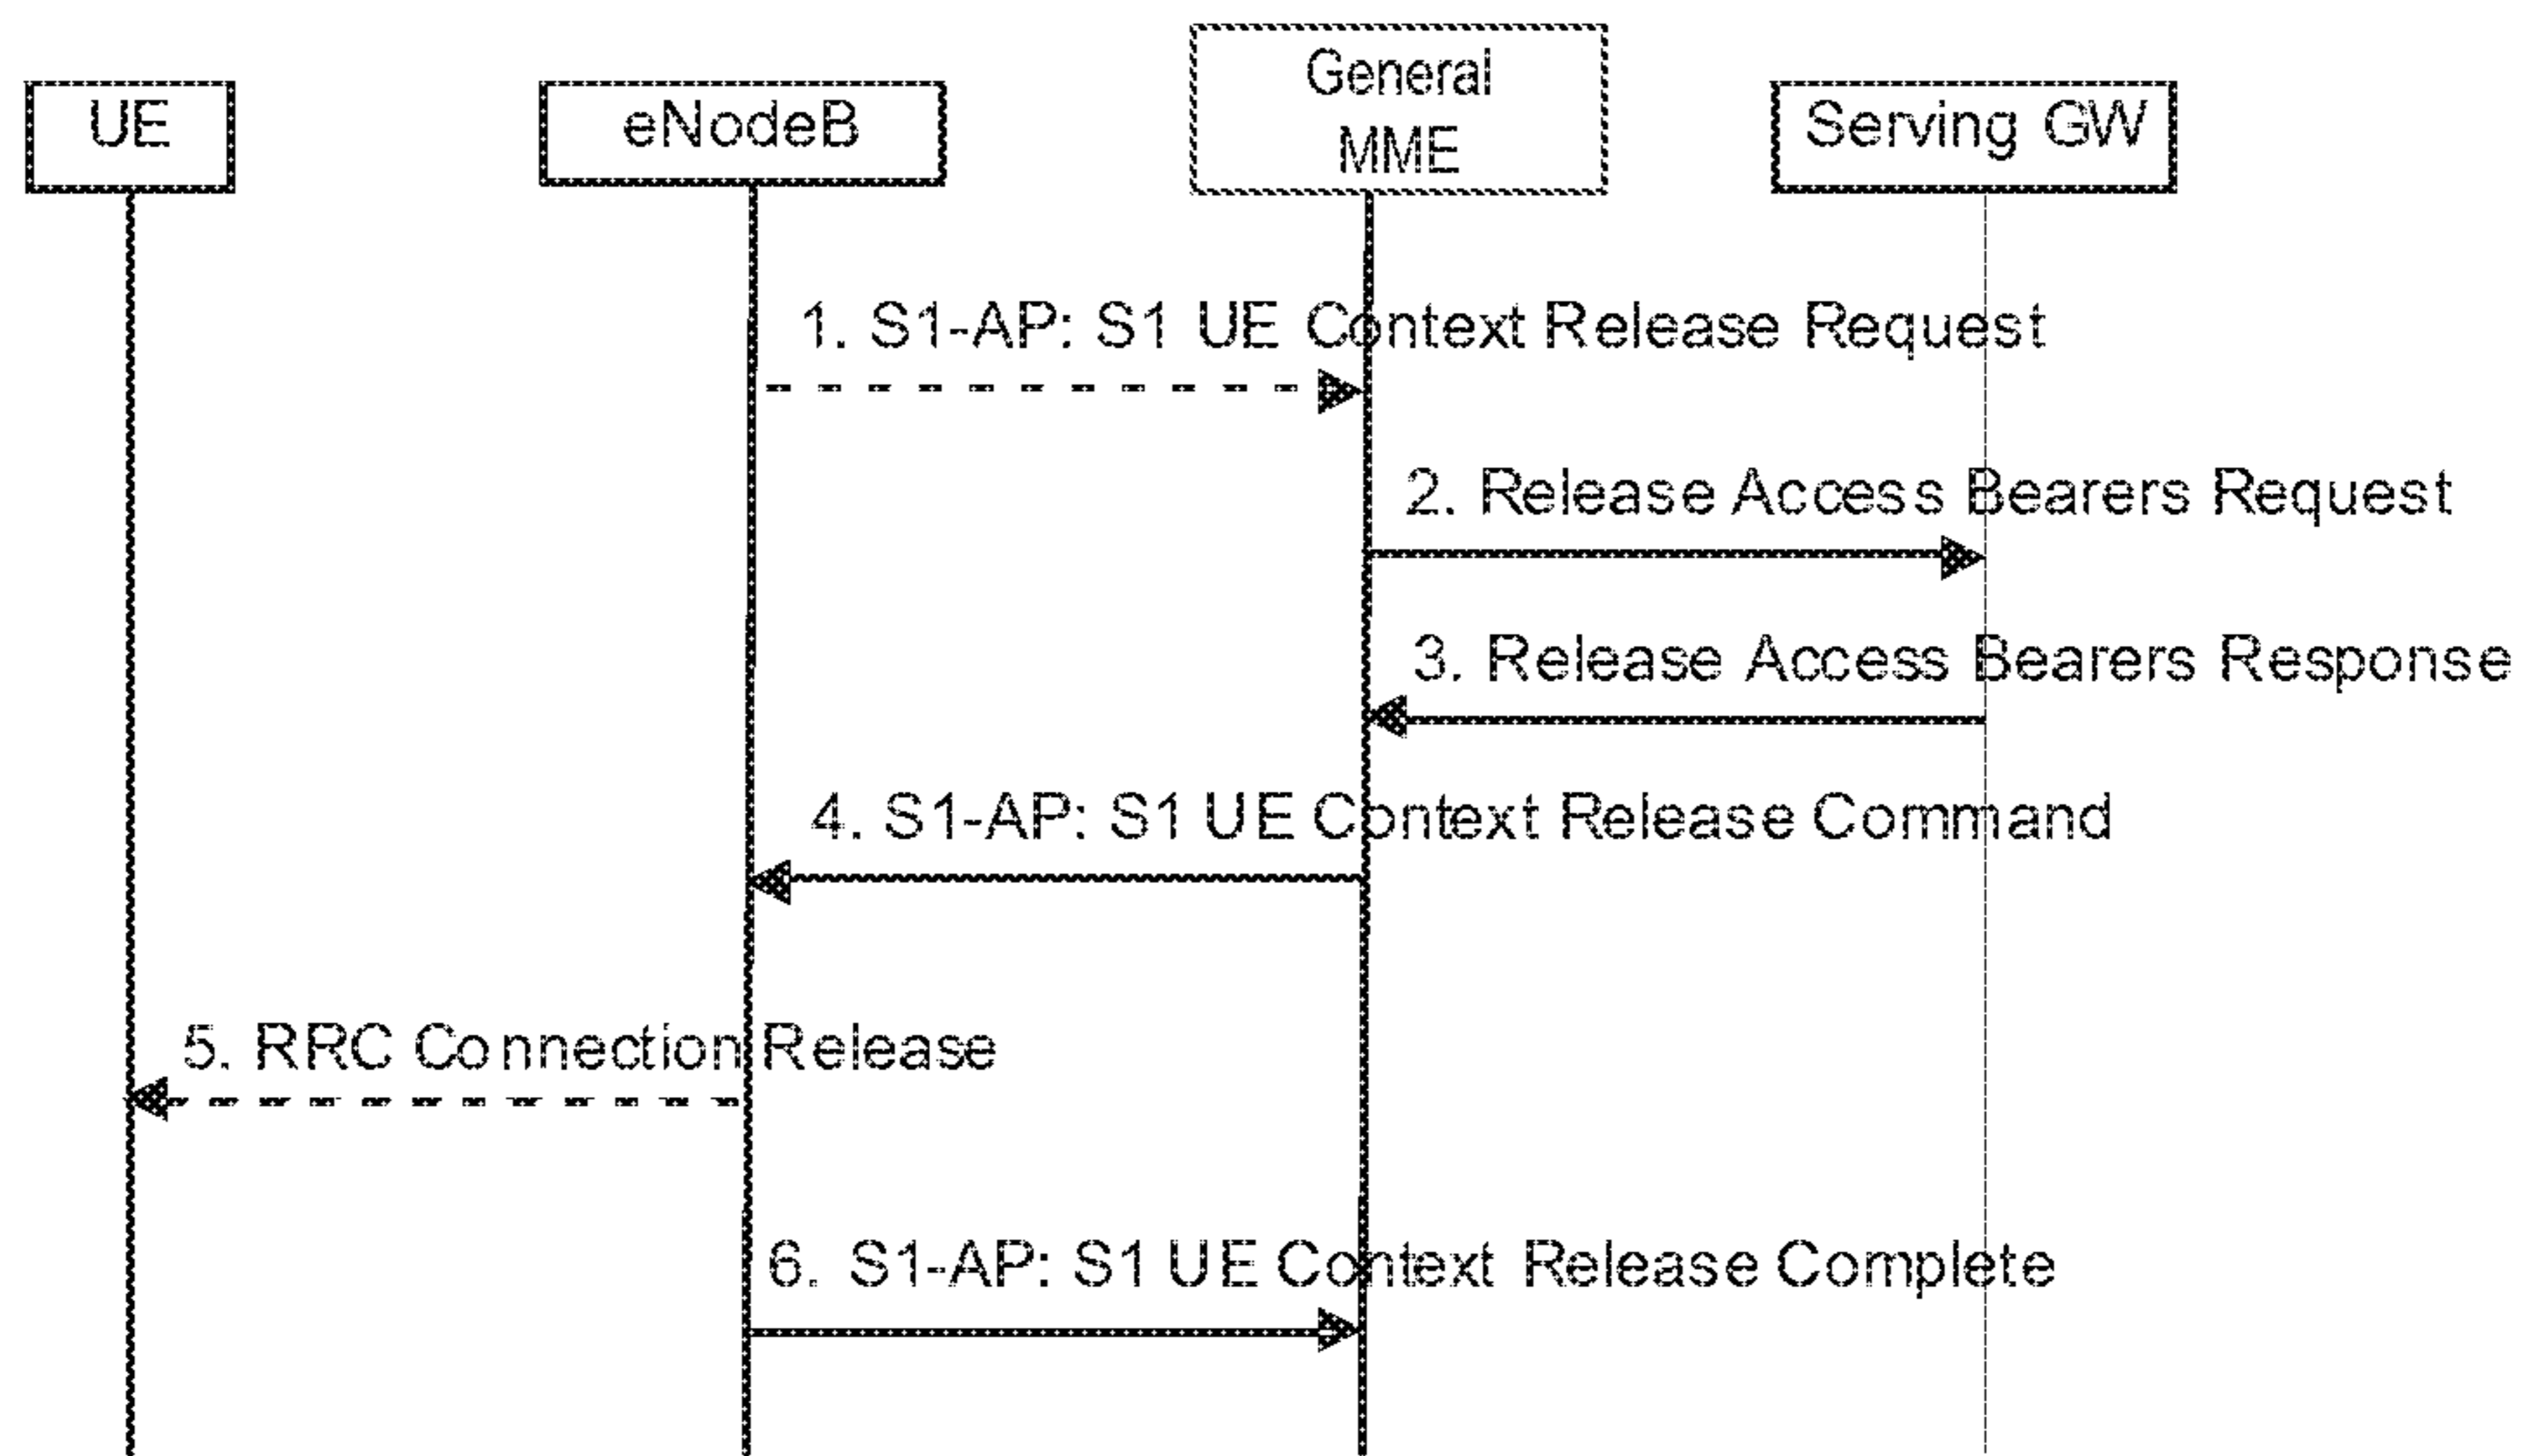 UE
eNodeB
General
MME
Serving GW
1. S1-AP: S1 UE Context Release Request
2. Release Access Bearers Request
3. Release Access Bearers Response
4. S1-AP: S1 UE Context Release Command
5. RRC Connection Release
6. S1-AP: S1 UE Context Release Complete